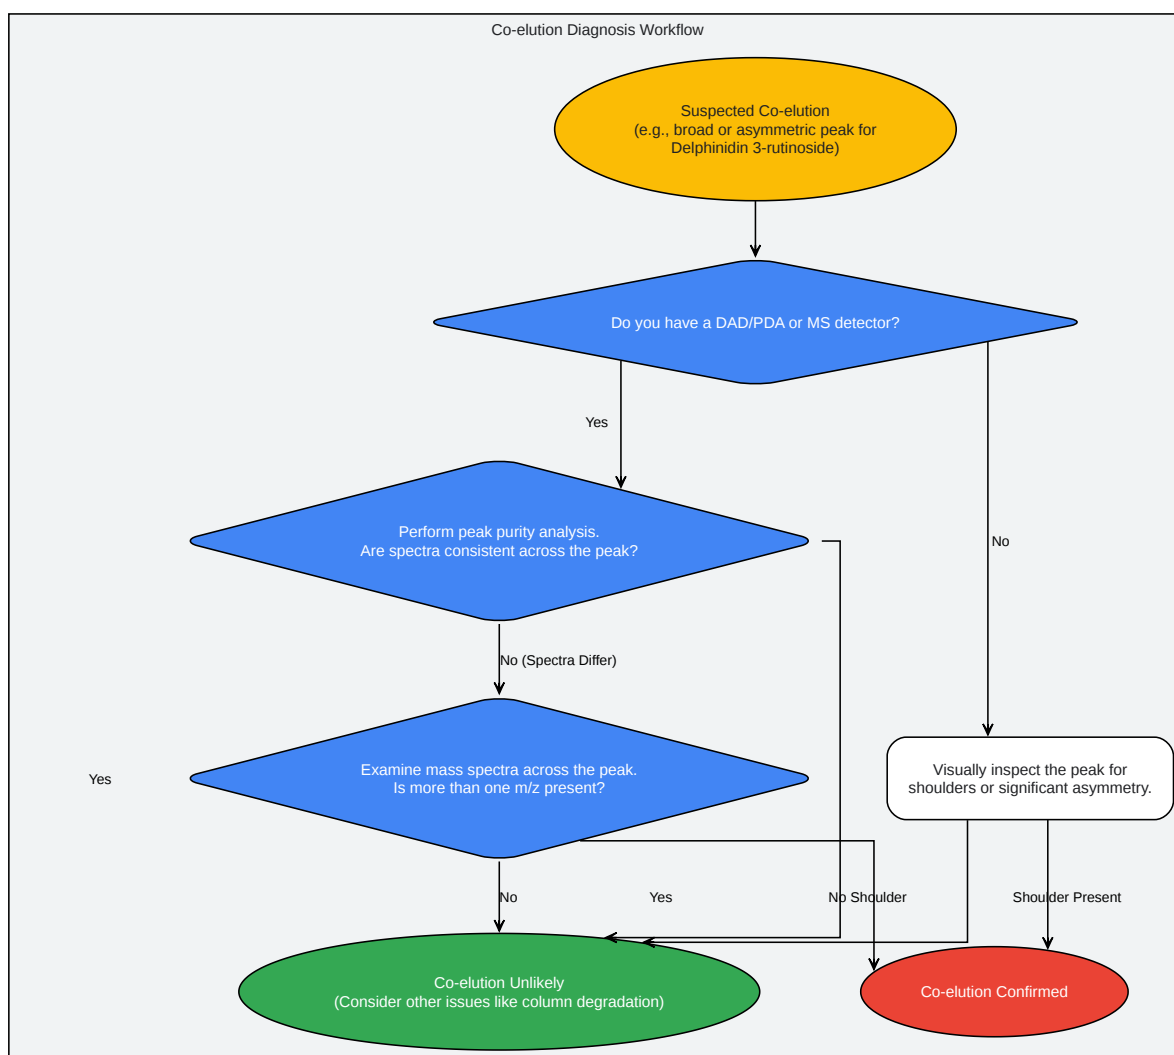 Co-elution Diagnosis Workflow
Suspected Co-elution
(e.g., broad or asymmetric peak for
Delphinidin 3-rutinoside)
Do you have a DAD/PDA or MS detector?
Yes
Perform peak purity analysis.
Are spectra consistent across the peak?
No
No (Spectra Differ)
Examine mass spectra across the peak.
Is more than one m/z present?
Yes
Visually inspect the peak for
shoulders or significant asymmetry.
No
Yes
No Shoulder
Shoulder Present
Co-elution Unlikely
(Consider other issues like column degradation)
Co-elution Confirmed